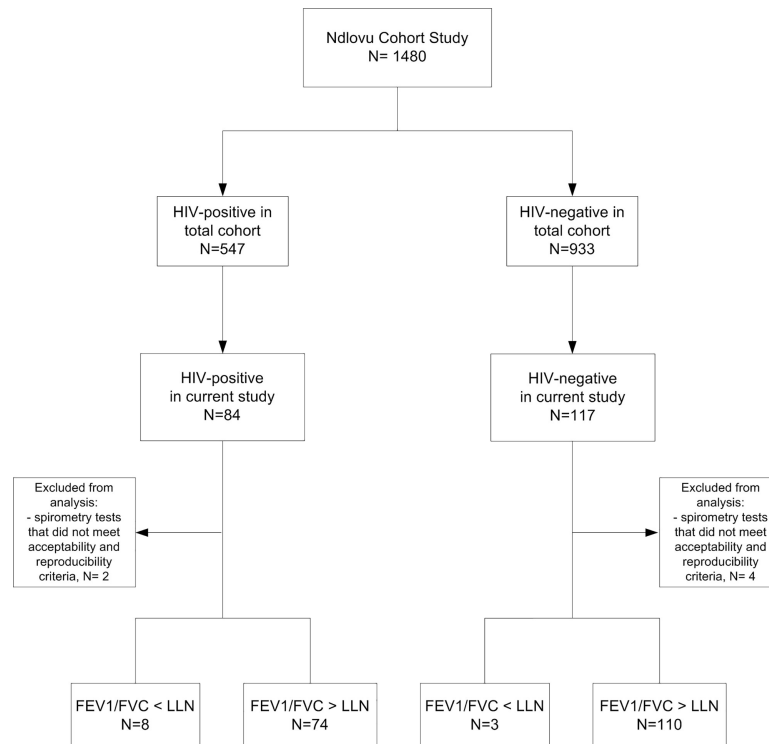 Ndlovu Cohort Study
N= 1480
HIV-positive in
total cohort
N=547
HIV-negative in
total cohort
N=933
HIV-positive
in current study
N=84
HIV-negative
in current study
N=117
Excluded from
analysis:
- spirometry tests
that did not meet
acceptability and
reproducibility
criteria, N= 2
Excluded from
analysis:
- spirometry tests
that did not meet
acceptability and
reproducibility
criteria, N= 4
FEV1/FVC < LLN
N=8
FEV1/FVC > LLN
N=74
FEV1/FVC < LLN
N=3
FEV1/FVC > LLN
N=110